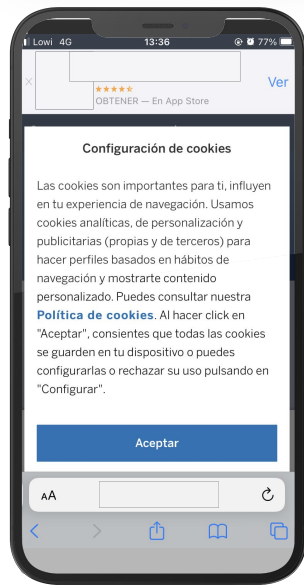 Lowi 4G 13:36 77%
Ver
OBTENER — En App Store
Configuración de cookies
Las cookies son importantes para ti, influyen
en tu experiencia de navegación. Usamos
cookies analíticas, de personalización y
publicitarias (propias y de terceros) para
hacer perfiles basados en hábitos de
navegación y mostrarte contenido
personalizado. Puedes consultar nuestra
Política de cookies. Al hacer click en
"Aceptar", consientes que todas las cookies
se guarden en tu dispositivo o puedes
configurarlas o rechazar su uso pulsando en
"Configurar".
Aceptar
AA